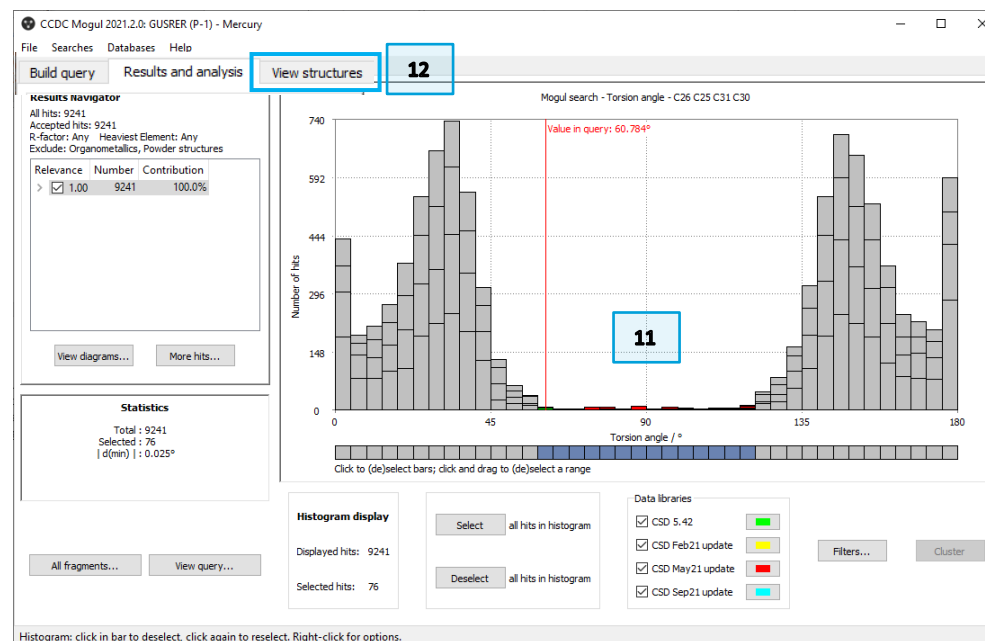 CCDC Mogul 2021.2.0: GUSRER (P-1) - Mercury
File Searches Databases Help
Build query Results and analysis View structures 12
Results Navigator
All hits: 9241
Accepted hits: 9241
R-factor: Any Heaviest Element: Any
Exclude: Organometallics, Powder structures
Relevance Number Contribution
1.00 9241 100.0%
View diagrams... More hits...
Statistics
Total : 9241
Selected : 76
| d(min) | : 0.025°
All fragments... View query...
Mogul search - Torsion angle - C26 C25 C31 C30
Value in query: 60.784°
Number of hits
740
592
444
296
148
0
11
0 45 90 135 180
Torsion angle / °
Click to (de)select bars; click and drag to (de)select a range
Histogram display
Displayed hits: 9241
Selected hits: 76
Select all hits in histogram
Deselect all hits in histogram
Data libraries
CSD 5.42
CSD Feb21 update
CSD May21 update
CSD Sep21 update
Filters... Cluster
Histogram: click in bar to deselect, click again to reselect. Right-click for options.